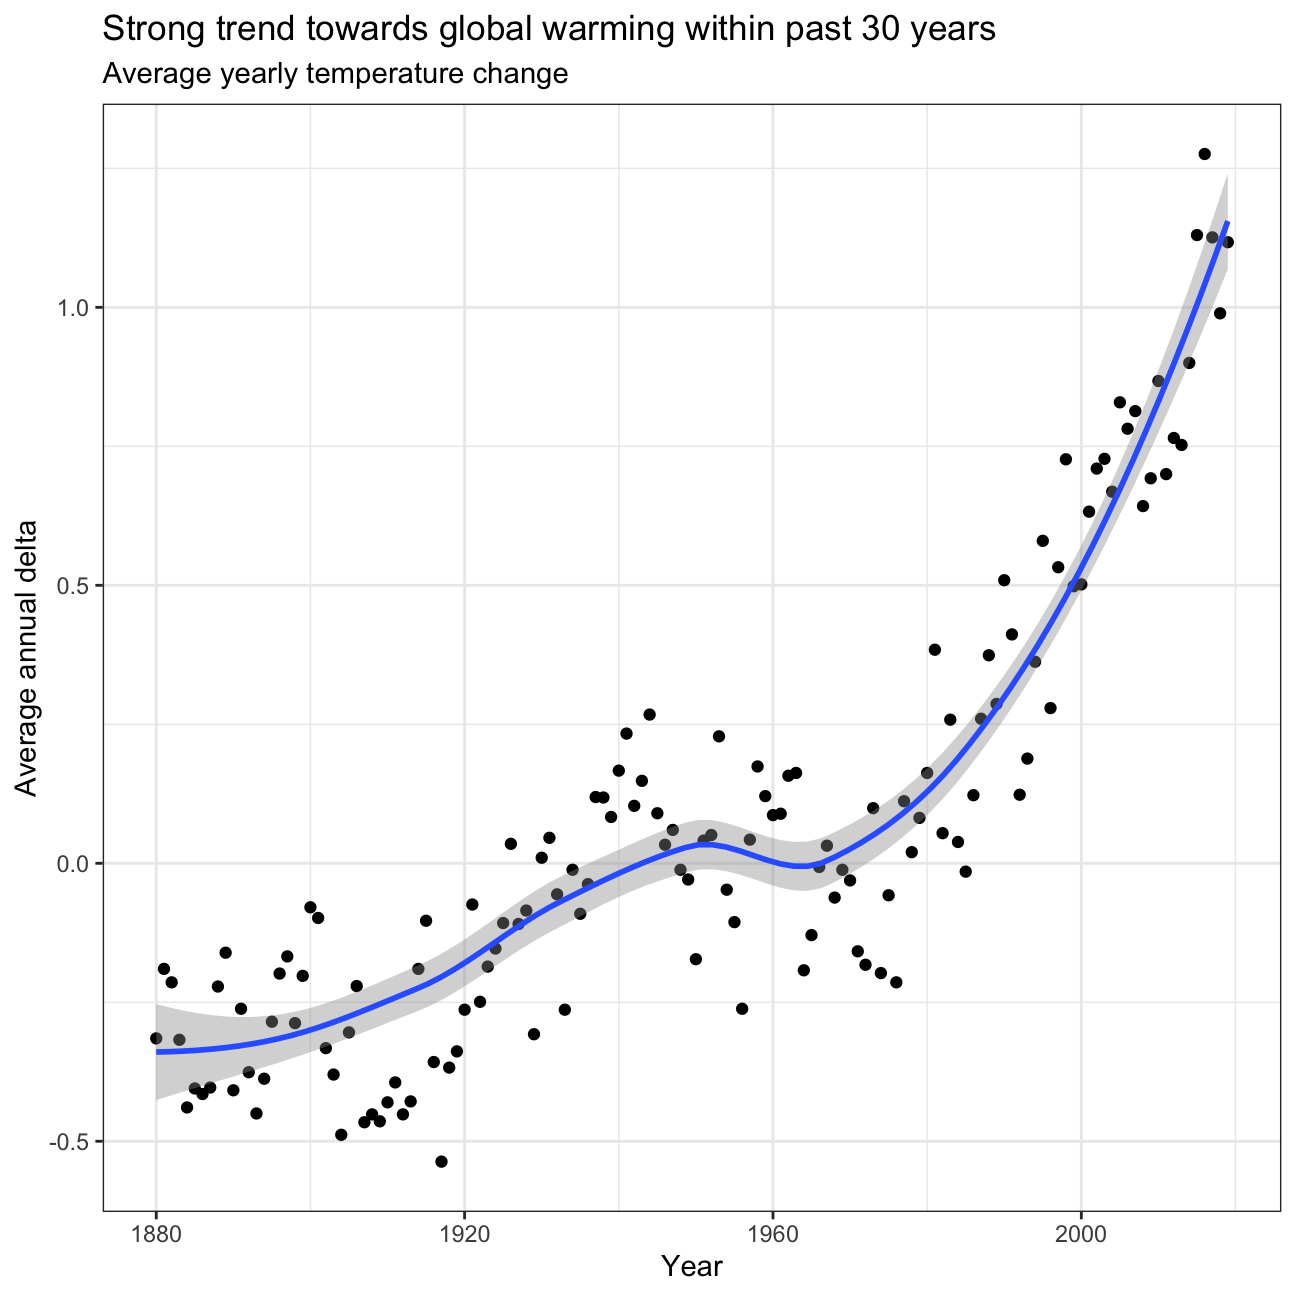 Strong trend towards global warming within past 30 years
Average yearly temperature change
Average annual delta
1.0
0.5
0.0
-0.5
1880
1920
1960
2000
Year